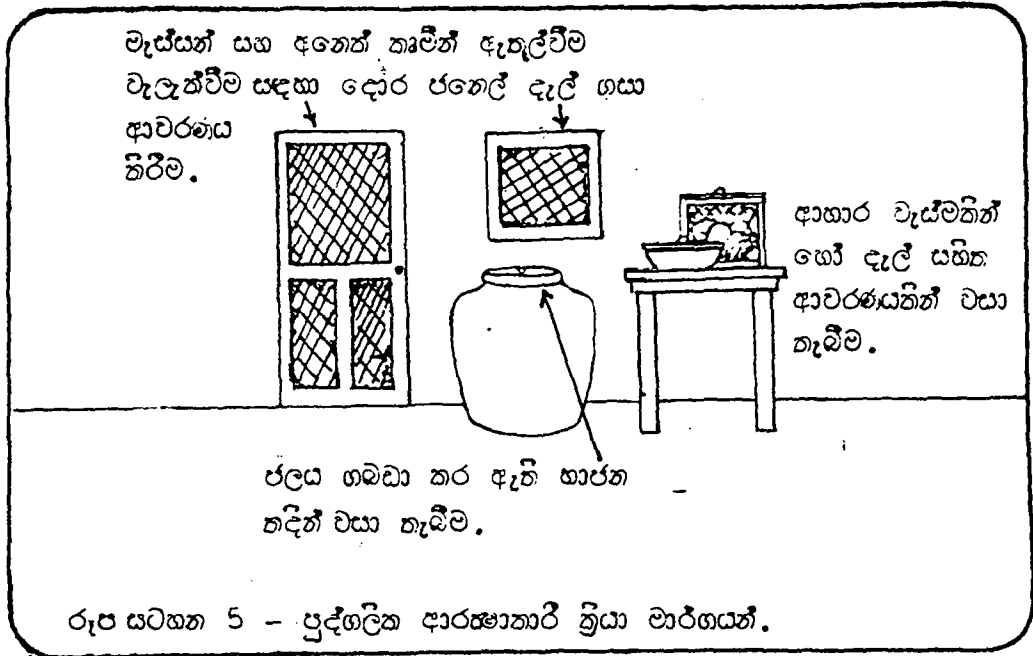 මැස්සන් සහ අනෙත් කෘමීන් ඇතුල්වීම
වැලැක්වීම සඳහා දොර ජනෙල් දැල් ගසා
ආවරණය
කිරීම.
ආහාර වැස්මකින්
හෝ දැල් සහිත
ආවරණයකින් වසා
තැබීම.
ජලය ගබඩා කර ඇති භාජන
තදින් වසා තැබීම.
රූප සටහන 5 - පුද්ගලික ආරක්ෂාකාරී ක්‍රියා මාර්ගයන්.